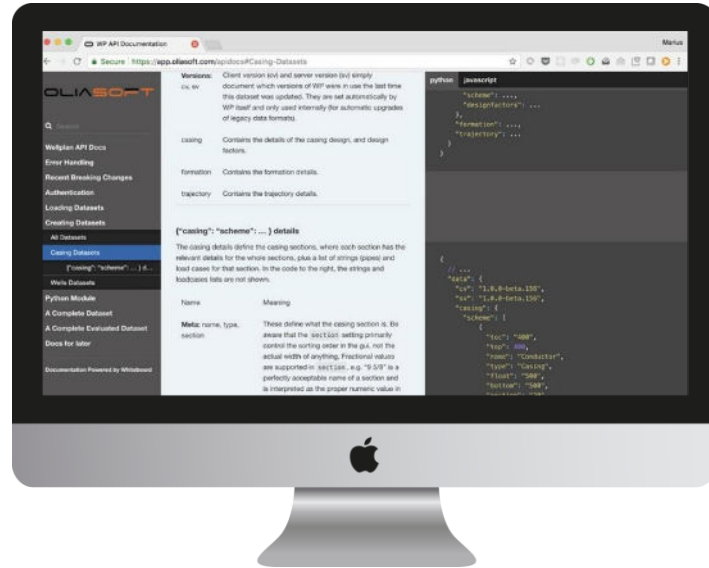 WP API Documentation
Marius
Secure
https://app.oliasoft.com/apidocs#Casing-Datasets
OLIASOFT
Search
Wellplan API Docs
Error Handling
Recent Breaking Changes
Authentication
Loading Datasets
Creating Datasets
All Datasets
Casing Datasets
{"casing": "scheme": ... } d...
Wells Datasets
Python Module
A Complete Dataset
A Complete Evaluated Dataset
Docs for later
Documentation Powered by Whiteboard
Versions: Client version (cv) and server version (sv) simply
cv, sv document which versions of WP were in use the last time
this dataset was updated. They are set automatically by
WP itself and only used internally (for automatic upgrades
of legacy data formats).
casing Contains the details of the casing design, and design
factors.
formation Contains the formation details.
trajectory Contains the trajectory details.
{"casing": "scheme": ... } details
The casing details define the casing sections, where each section has the
relevant details for the whole sections, plus a list of strings (pipes) and
load cases for that section. In the code to the right, the strings and
loadcases lists are not shown.
Name Meaning
Meta: name, type, These define what the casing section is. Be
section aware that the section setting primarily
control the sorting order in the gui, not the
actual width of anything. Fractional values
are supported in section, e.g. "9 5/8" is a
perfectly acceptable name of a section and
is interpreted as the proper numeric value in
python javascript
"scheme": ...,
"designfactors": ...
},
"formation": ...,
"trajectory": ...
}
}
{
// ...
"data": {
"cv": "1.0.0-beta.158",
"casing": {
"scheme": [
{
"toc": "400",
"top": 400,
"name": "Conductor",
"type": "Casing",
"float": "500",
"bottom": "500",